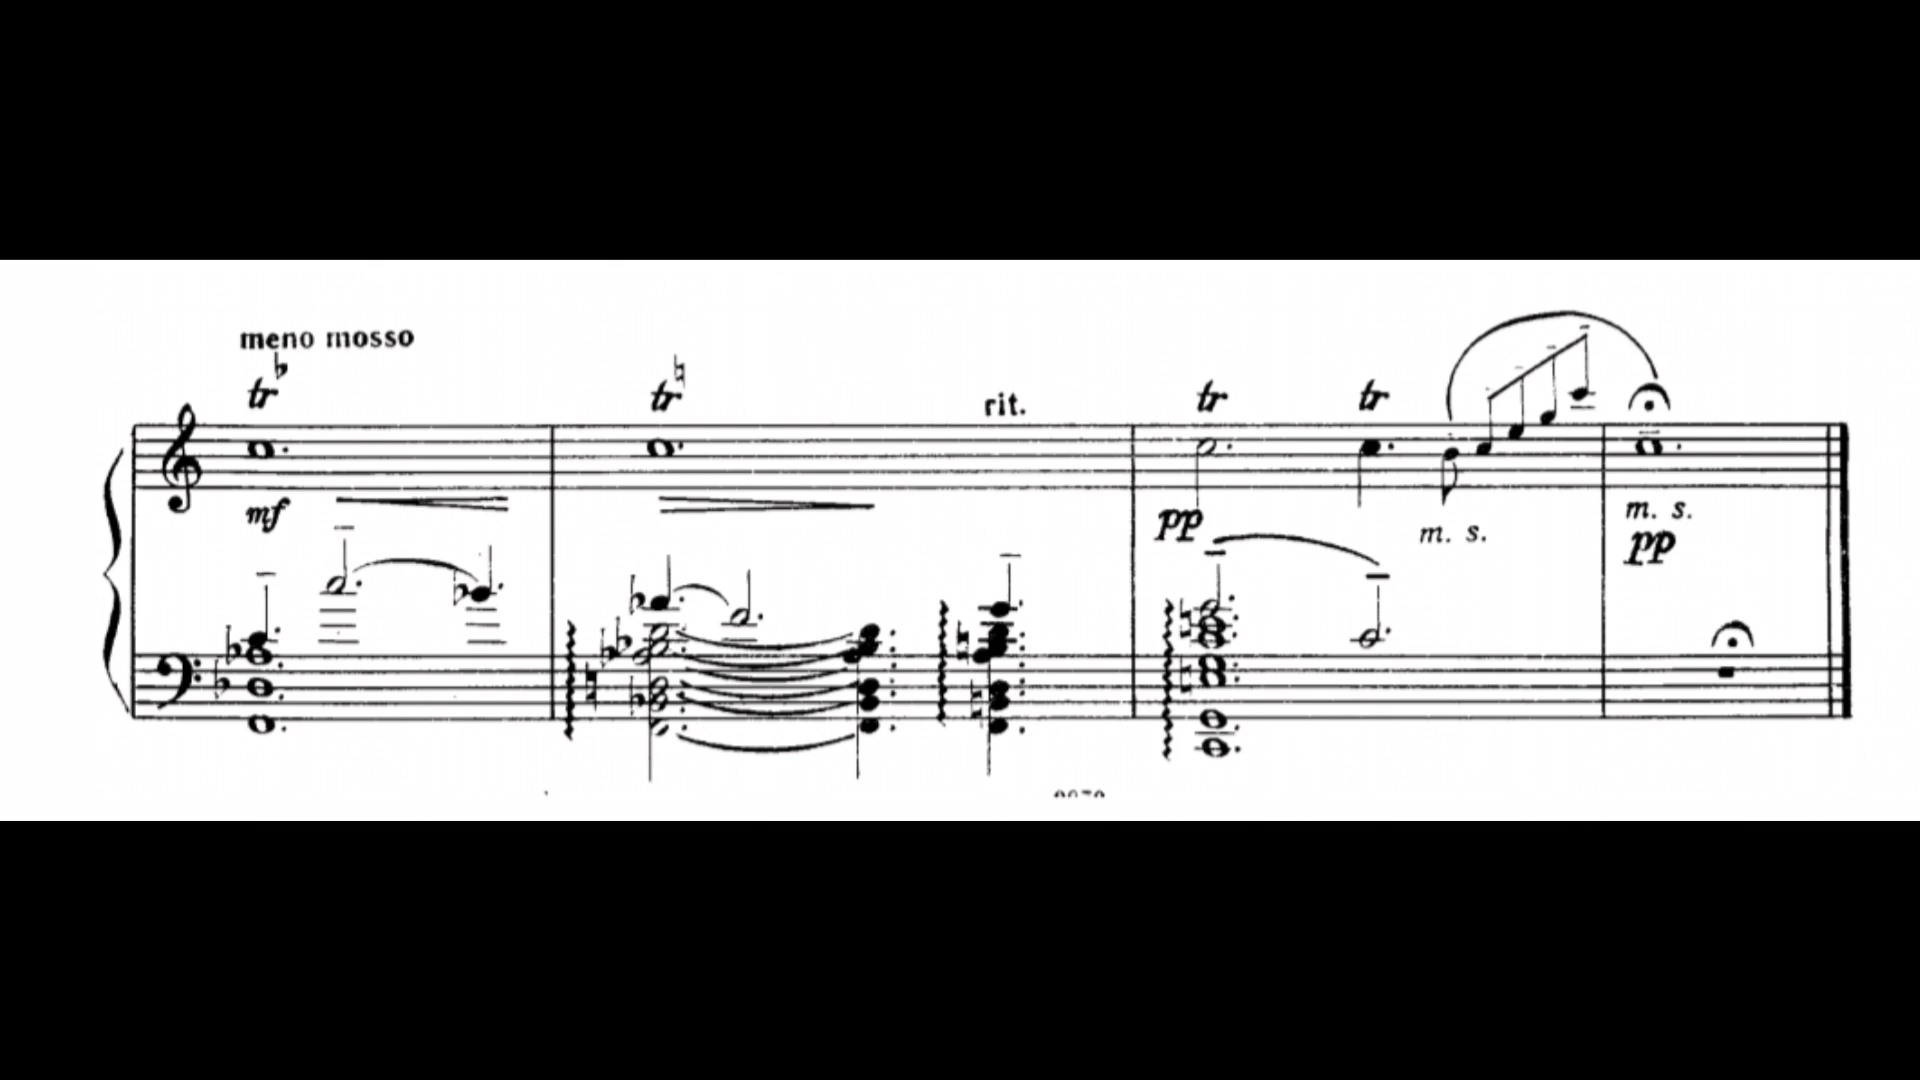 meno mosso
tr tr rit. tr tr
mf pp m. s. m. s.
pp